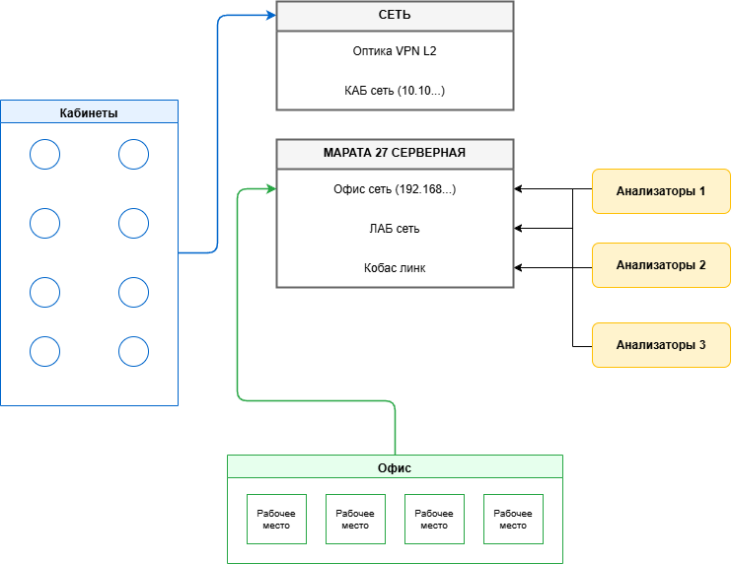 СЕТЬ
Оптика VPN L2
КАБ сеть (10.10...)
Кабинеты
МАРАТА 27 СЕРВЕРНАЯ
Офис сеть (192.168...)
ЛАБ сеть
Кобас линк
Анализаторы 1
Анализаторы 2
Анализаторы 3
Офис
Рабочее
место
Рабочее
место
Рабочее
место
Рабочее
место